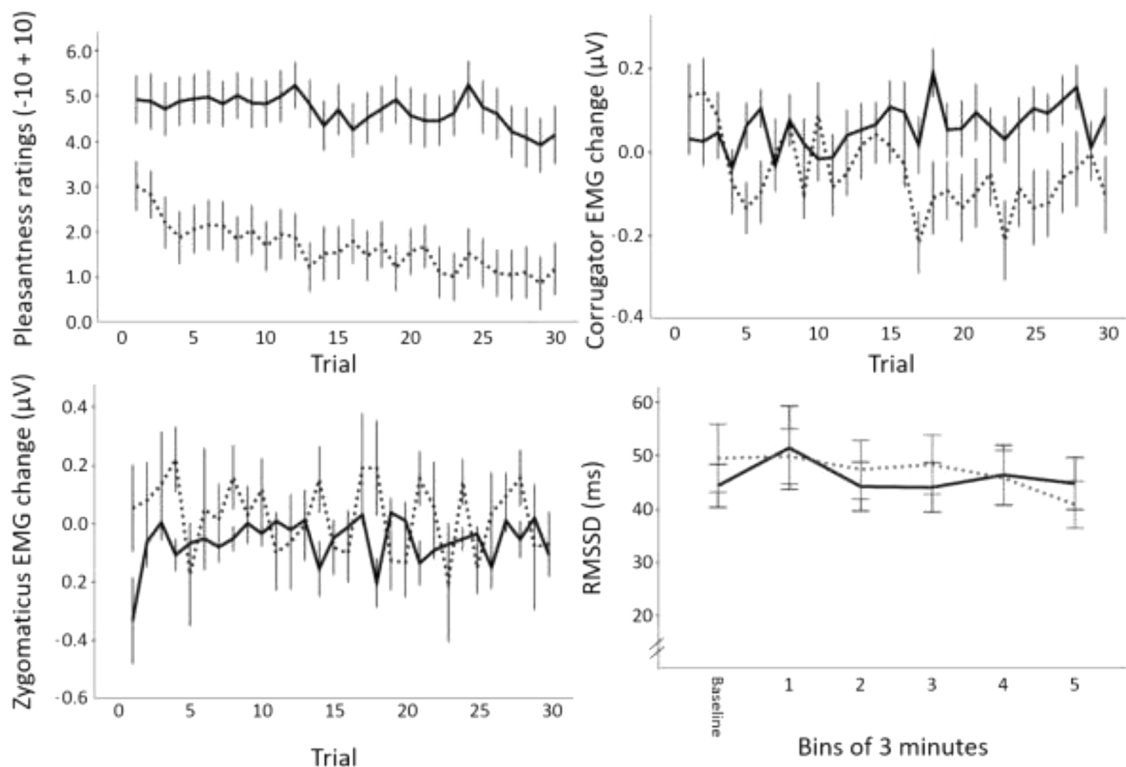 Pleasantness ratings (-10 + 10)
6.0
5.0
4.0
3.0
2.0
1.0
0.0
0 5 10 15 20 25 30
Trial
Corrugator EMG change (µV)
0.2
0.0
-0.2
-0.4
0 5 10 15 20 25 30
Trial
Zygomaticus EMG change (µV)
0.4
0.2
0.0
0.2
-0.4
-0.6
0 5 10 15 20 25 30
Trial
RMSSD (ms)
60
50
40
30
20
Baseline 1 2 3 4 5
Bins of 3 minutes